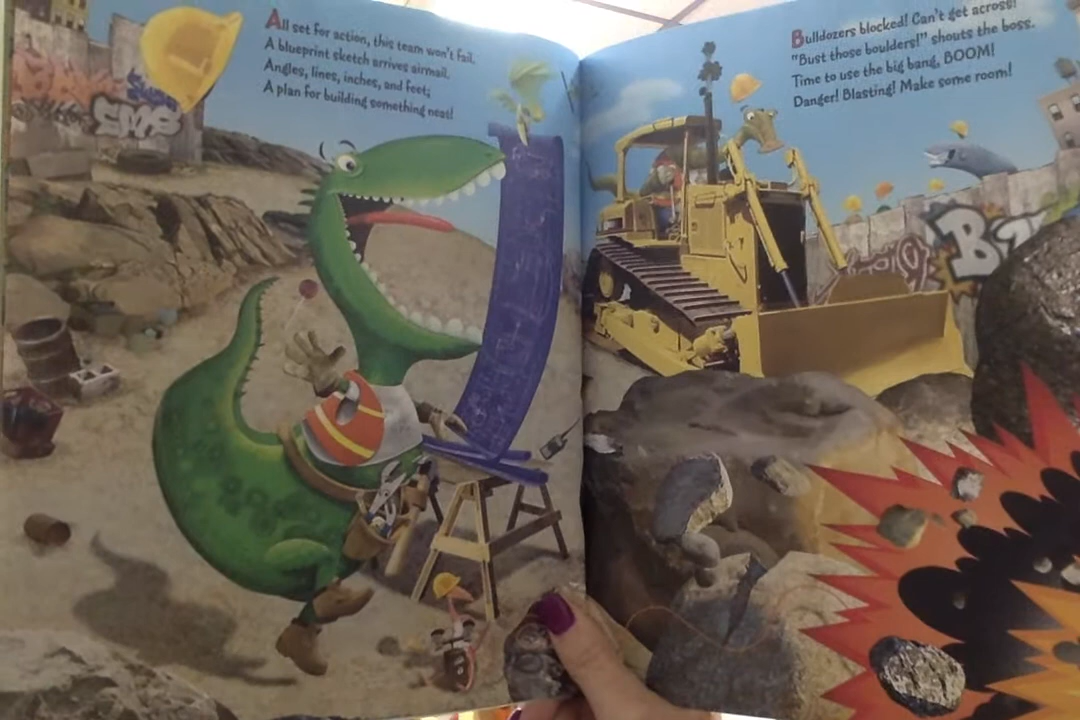 All set for action, this team won't fail.
A blueprint sketch arrives airmail.
Angles, lines, inches, and feet;
A plan for building something neat!
Bulldozers blocked! Can't get across!
"Bust those boulders!" shouts the boss.
Time to use the big bang, BOOM!
Danger! Blasting! Make some room!